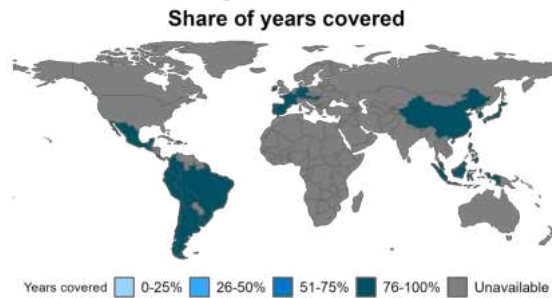 Share of years covered
Years covered 0-25% 26-50% 51-75% 76-100% Unavailable